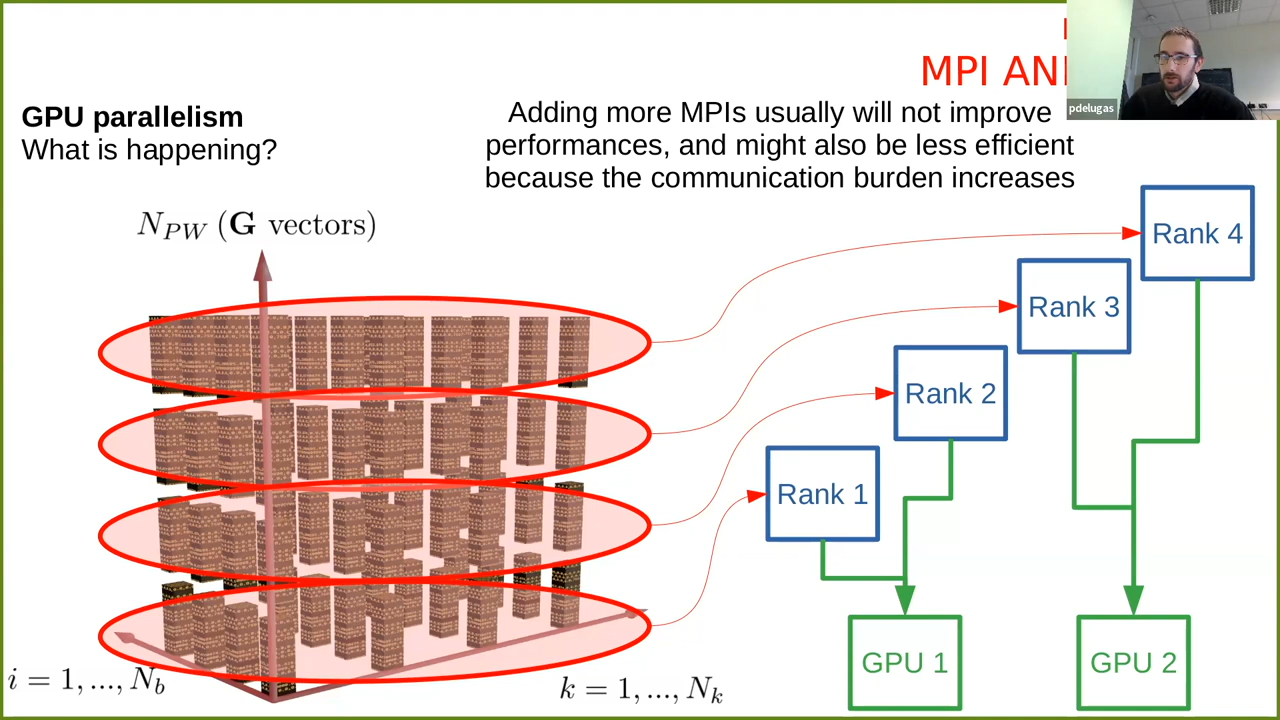 MPI AN
pdelugas
GPU parallelism
What is happening?
Adding more MPIs usually will not improve
performances, and might also be less efficient
because the communication burden increases
N_{PW} (G vectors)
Rank 4
Rank 3
Rank 2
Rank 1
GPU 1
GPU 2
i = 1, ..., N_b
k = 1, ..., N_k